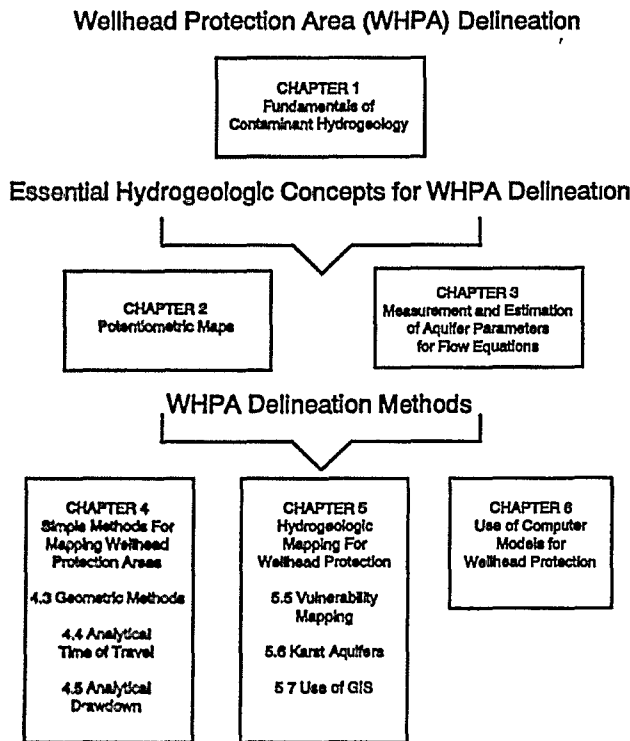 Wellhead Protection Area (WHPA) Delineation
CHAPTER 1
Fundamentals of
Contaminant Hydrogeology
Essential Hydrogeologic Concepts for WHPA Delineation
CHAPTER 2
Potentiometric Maps
CHAPTER 3
Measurement and Estimation
of Aquifer Parameters
for Flow Equations
WHPA Delineation Methods
CHAPTER 4
Simple Methods For
Mapping Wellhead
Protection Areas
4.3 Geometric Methods
4.4 Analytical
Time of Travel
4.5 Analytical
Drawdown
CHAPTER 5
Hydrogeologic
Mapping For
Wellhead Protection
5.5 Vulnerability
Mapping
5.6 Karst Aquifers
5 7 Use of GIS
CHAPTER 6
Use of Computer
Models for
Wellhead Protection